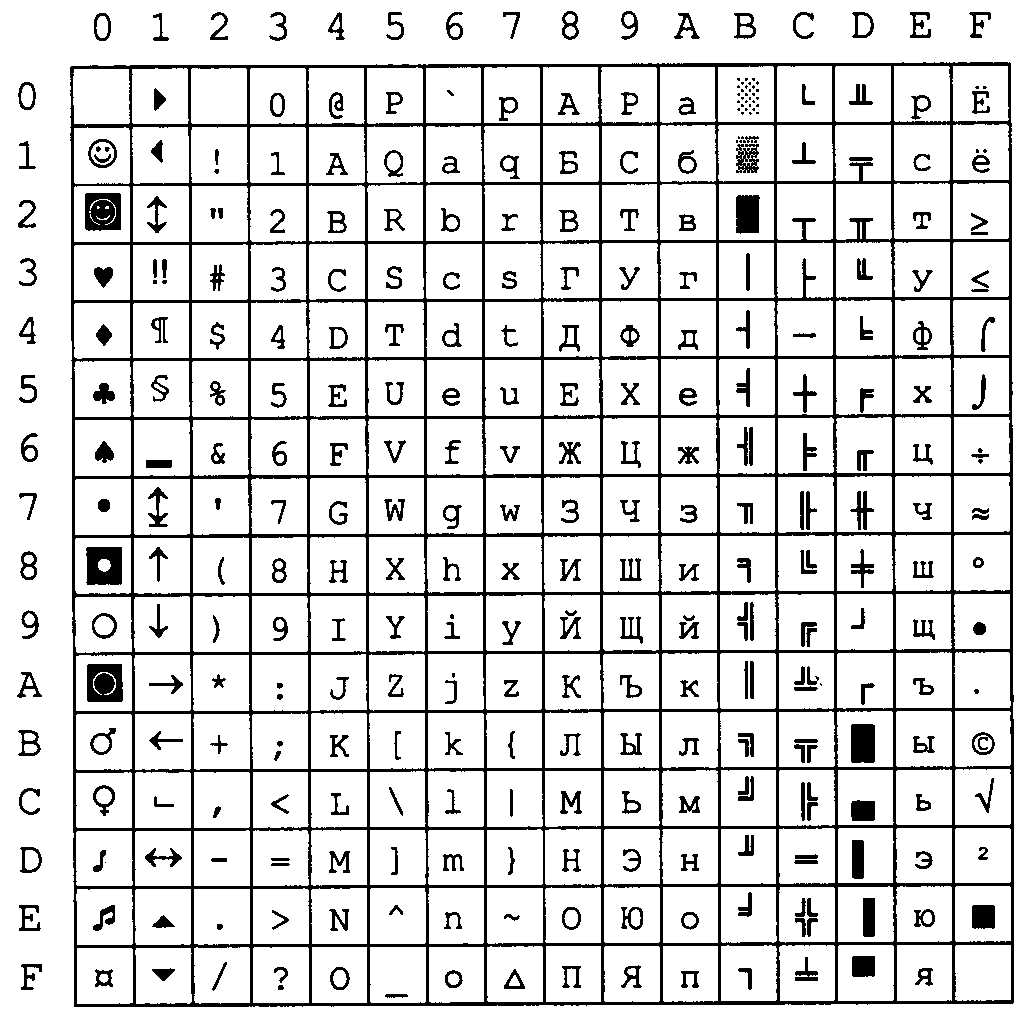 0 1 2 3 4 5 6 7 8 9 A B C D E F
0 ► 0 @ P ` p А Р а ░ └ ╨ р Ё
1 ☺ ◄ ! 1 A Q a q Б С б ▒ ┴ ╤ с ё
2 ☻ ↕ " 2 B R b r В Т в █ ┬ ╥ т ≥
3 ♥ ‼ # 3 C S c s Г У г │ ├ ╙ у ≤
4 ♦ ¶ $ 4 D T d t Д Ф д ┤ ─ ╘ ф ⌠
5 ♣ § % 5 E U e u Е Х е ╡ ┼ ╒ х ⌡
6 ♠ ▬ & 6 F V f v Ж Ц ж ╢ ╞ ╓ ц ÷
7 • ↨ ' 7 G W g w З Ч з ╖ ╟ ╫ ч ≈
8 ◘ ↑ ( 8 H X h x И Ш и ╕ ╚ ╪ ш °
9 ○ ↓ ) 9 I Y i y Й Щ й ╣ ╔ ┘ щ •
A ◙ → * : J Z j z К Ъ к ║ ╩ ┌ ъ ·
B ♂ ← + ; K [ k { Л Ы л ╗ ╦ █ ы ©
C ♀ ∟ , < L \ l | М Ь м ╝ ╠ ▄ ь √
D ♪ ↔ - = M ] m } Н Э н ╜ ═ ▌ э ²
E ♫ ▲ . > N ^ n ~ О Ю о ╛ ╬ ▐ ю ■
F ¤ ▼ / ? O _ o ∆ П Я п ┐ ╧ ▀ я